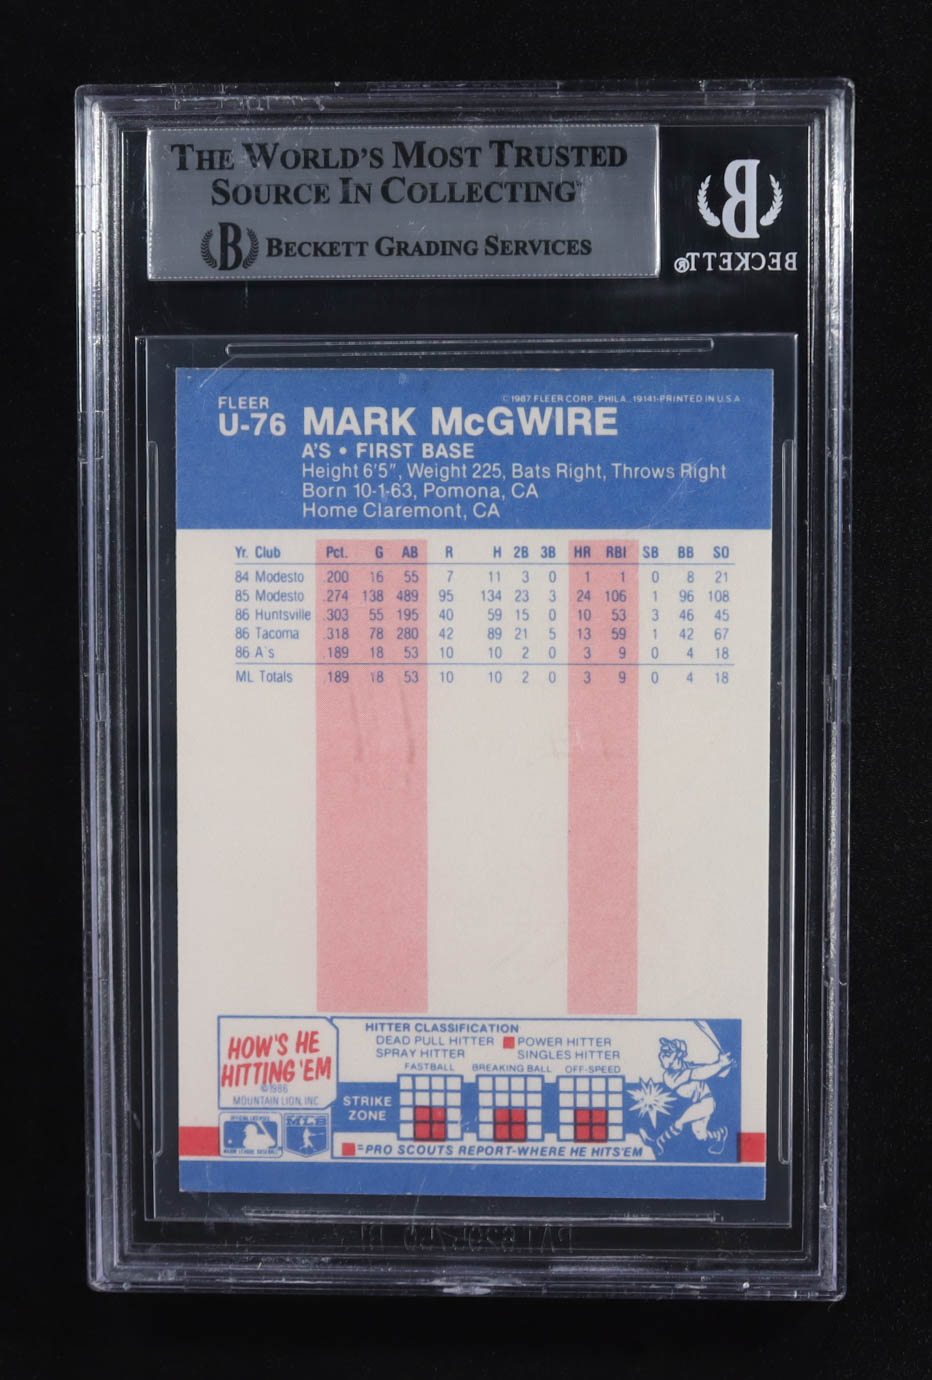 THE WORLD'S MOST TRUSTED
SOURCE IN COLLECTING™
B BECKETT GRADING SERVICES
B
BECKETT®
© 1987 FLEER CORP. PHILA. 19141-PRINTED IN U.S.A
FLEER
U-76 MARK McGWIRE
A'S • FIRST BASE
Height 6'5", Weight 225, Bats Right, Throws Right
Born 10-1-63, Pomona, CA
Home Claremont, CA
Yr. Club Pct. G AB R H 2B 3B HR RBI SB BB SO
84 Modesto .200 16 55 7 11 3 0 1 1 0 8 21
85 Modesto .274 138 489 95 134 23 3 24 106 1 96 108
86 Huntsville .303 55 195 40 59 15 0 10 53 3 46 45
86 Tacoma .318 78 280 42 89 21 5 13 59 1 42 67
86 A's .189 18 53 10 10 2 0 3 9 0 4 18
ML Totals .189 18 53 10 10 2 0 3 9 0 4 18
HOW'S HE
HITTING 'EM
©1986
MOUNTAIN LION, INC
HITTER CLASSIFICATION
DEAD PULL HITTER POWER HITTER
SPRAY HITTER SINGLES HITTER
FASTBALL BREAKING BALL OFF-SPEED
STRIKE
ZONE
=PRO SCOUTS REPORT-WHERE HE HITS 'EM
OFFICIAL LICENSEE
MAJOR LEAGUE BASEBALL